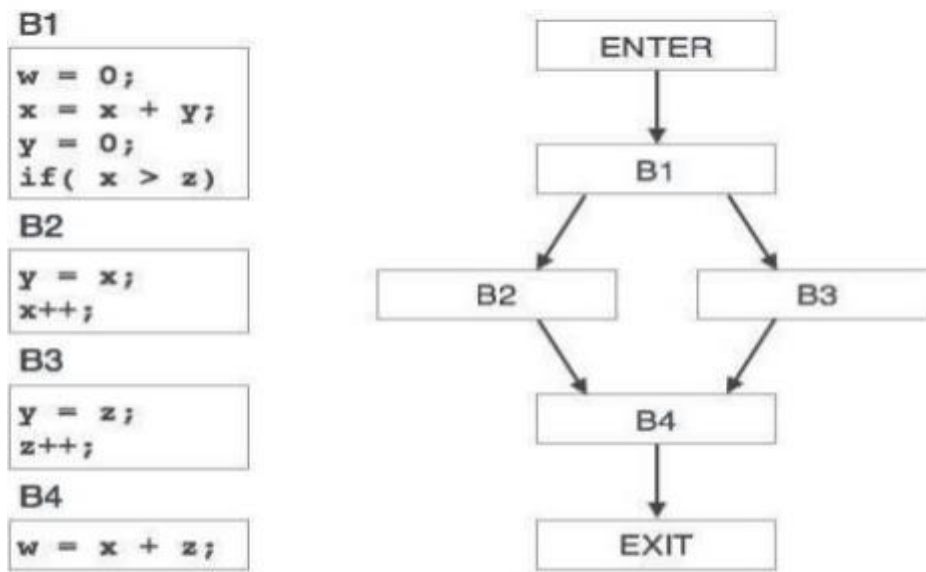 B1
w = 0;
x = x + y;
y = 0;
if( x > z)
B2
y = x;
x++;
B3
y = z;
z++;
B4
w = x + z;
ENTER
B1
B2
B3
B4
EXIT